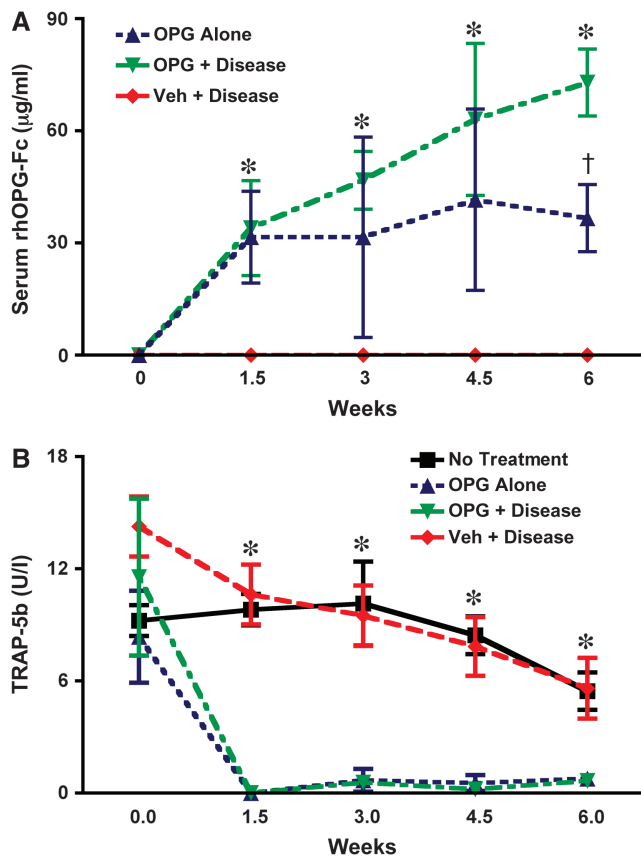 A
OPG Alone
OPG + Disease
Veh + Disease
Serum rhOPG-Fc (μg/ml)
90
60
30
0
*
*
*
*
†
0 1.5 3 4.5 6
Weeks
B
No Treatment
OPG Alone
OPG + Disease
Veh + Disease
TRAP-5b (U/l)
18
12
6
0
*
*
*
*
0.0 1.5 3.0 4.5 6.0
Weeks